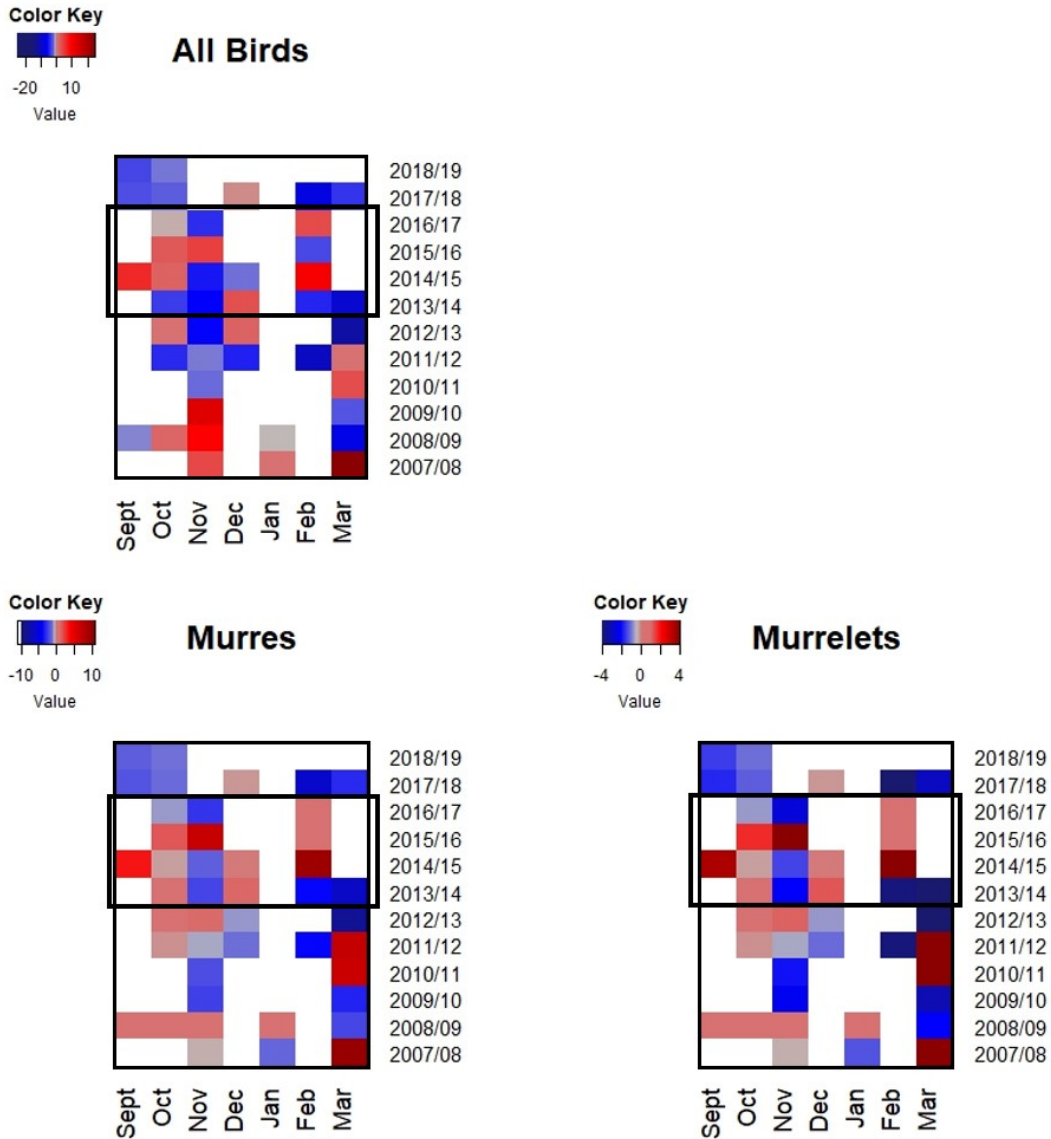 Color Key
All Birds
-20 10
Value
2018/19
2017/18
2016/17
2015/16
2014/15
2013/14
2012/13
2011/12
2010/11
2009/10
2008/09
2007/08
Sept Oct Nov Dec Jan Feb Mar
Color Key
Murres
-10 0 10
Value
2018/19
2017/18
2016/17
2015/16
2014/15
2013/14
2012/13
2011/12
2010/11
2009/10
2008/09
2007/08
Sept Oct Nov Dec Jan Feb Mar
Color Key
Murrelets
-4 0 4
Value
2018/19
2017/18
2016/17
2015/16
2014/15
2013/14
2012/13
2011/12
2010/11
2009/10
2008/09
2007/08
Sept Oct Nov Dec Jan Feb Mar